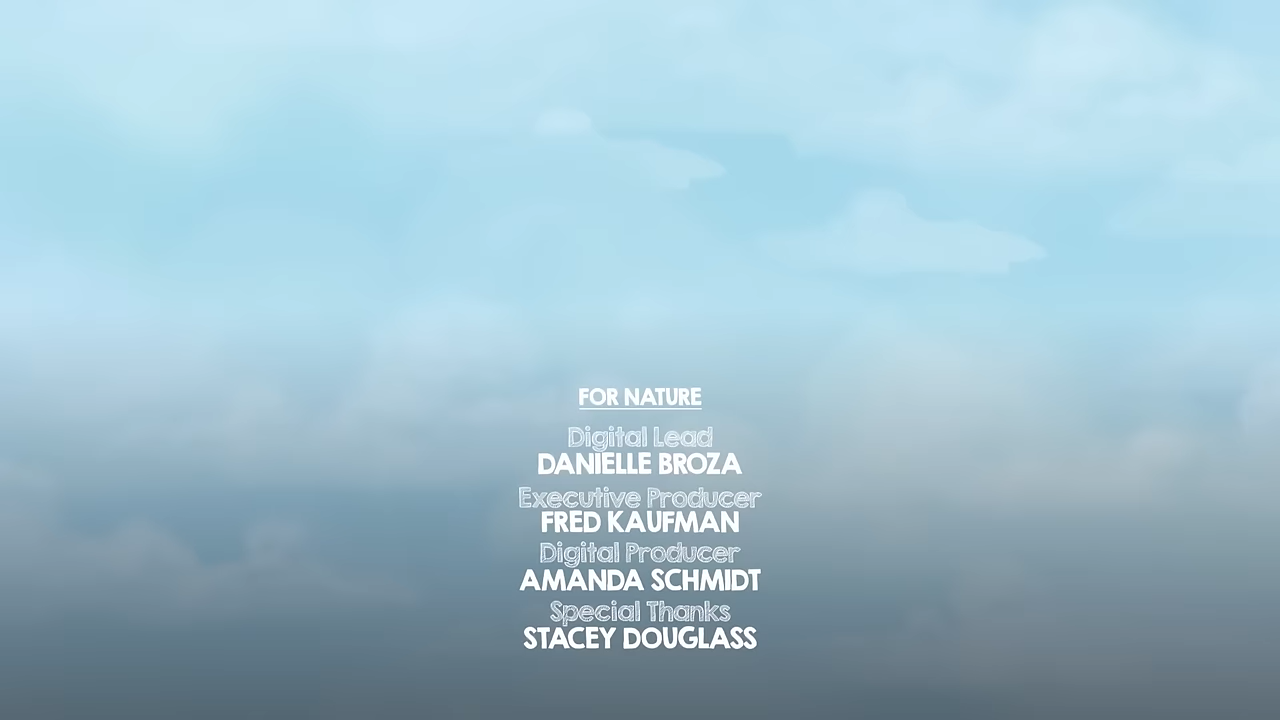 FOR NATURE
Digital Lead
DANIELLE BROZA
Executive Producer
FRED KAUFMAN
Digital Producer
AMANDA SCHMIDT
Special Thanks
STACEY DOUGLASS